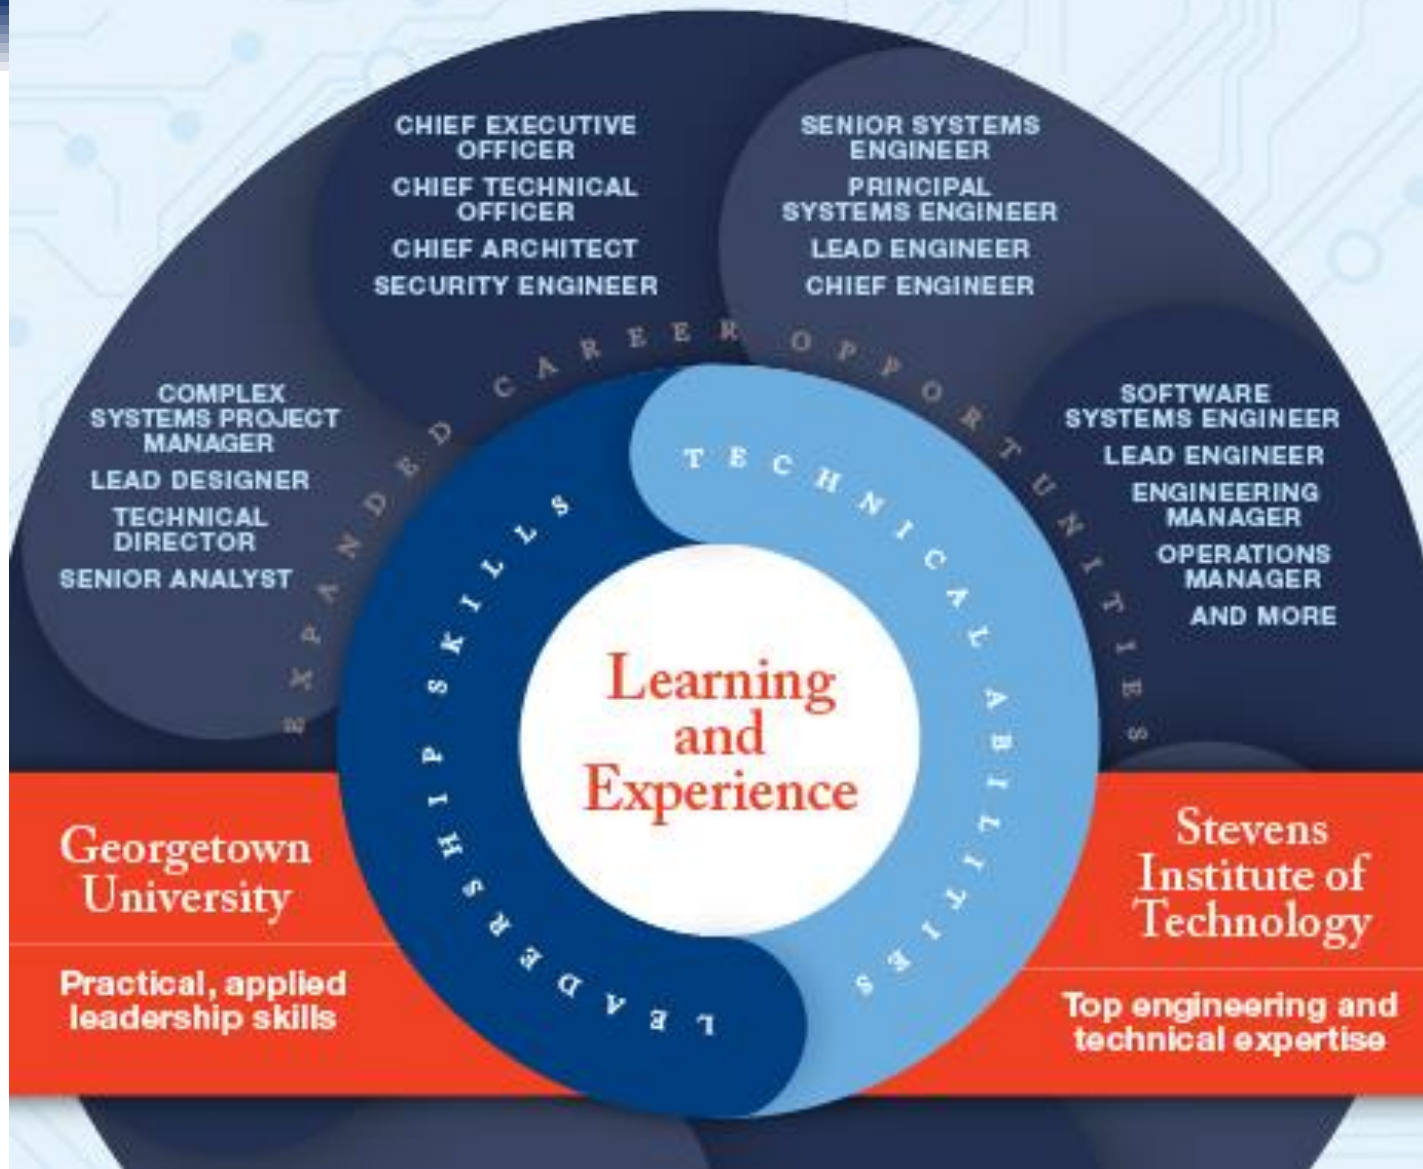 CHIEF EXECUTIVE
OFFICER
CHIEF TECHNICAL
OFFICER
CHIEF ARCHITECT
SECURITY ENGINEER
SENIOR SYSTEMS
ENGINEER
PRINCIPAL
SYSTEMS ENGINEER
LEAD ENGINEER
CHIEF ENGINEER
COMPLEX
SYSTEMS PROJECT
MANAGER
LEAD DESIGNER
TECHNICAL
DIRECTOR
SENIOR ANALYST
SOFTWARE
SYSTEMS ENGINEER
LEAD ENGINEER
ENGINEERING
MANAGER
OPERATIONS
MANAGER
AND MORE
EXPANDED CAREER OPPORTUNITIES
LEADERSHIP SKILLS
TECHNICAL ABILITIES
Learning
and
Experience
Georgetown
University
Practical, applied
leadership skills
Stevens
Institute of
Technology
Top engineering and
technical expertise